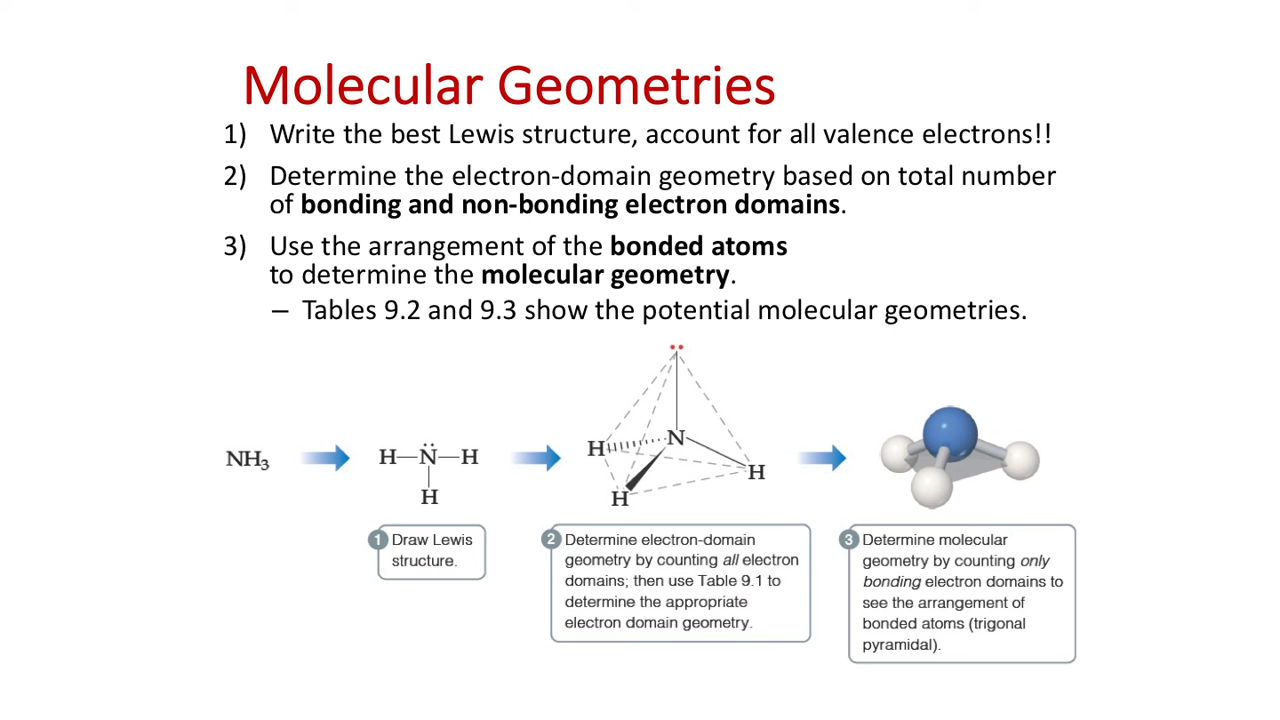 Molecular Geometries
1) Write the best Lewis structure, account for all valence electrons!!
2) Determine the electron-domain geometry based on total number
of bonding and non-bonding electron domains.
3) Use the arrangement of the bonded atoms
to determine the molecular geometry.
– Tables 9.2 and 9.3 show the potential molecular geometries.
NH₃
H—N̈—H
H
N
H
H
H
1 Draw Lewis
structure.
2 Determine electron-domain
geometry by counting all electron
domains; then use Table 9.1 to
determine the appropriate
electron domain geometry.
3 Determine molecular
geometry by counting only
bonding electron domains to
see the arrangement of
bonded atoms (trigonal
pyramidal).